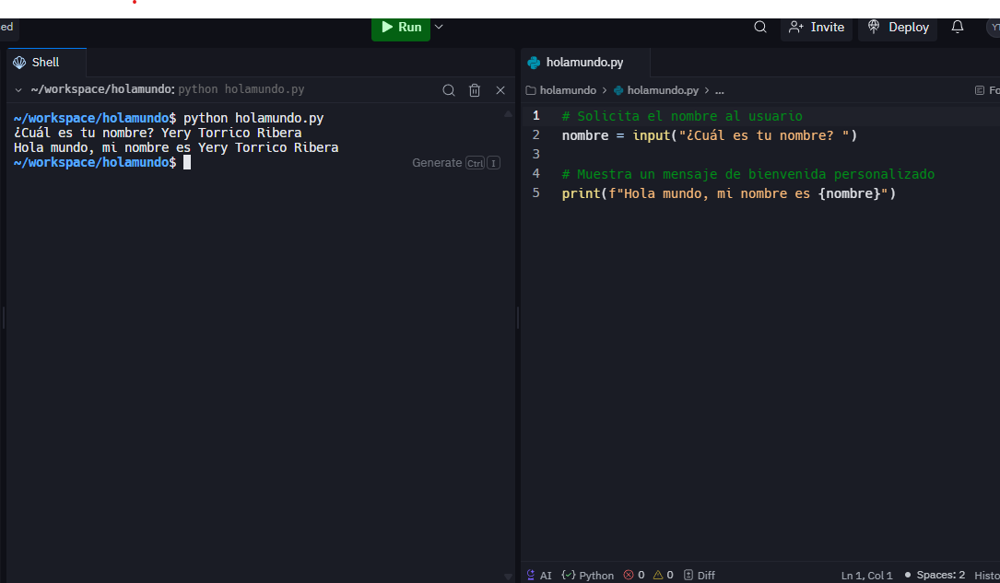 ed
Run
Invite
Deploy
Shell
~/workspace/holamundo: python holamundo.py
~/workspace/holamundo$ python holamundo.py
¿Cuál es tu nombre? Yery Torrico Ribera
Hola mundo, mi nombre es Yery Torrico Ribera
~/workspace/holamundo$
Generate Ctrl I
holamundo.py
holamundo > holamundo.py > ...
Fo
1 # Solicita el nombre al usuario
2 nombre = input("¿Cuál es tu nombre? ")
3
4 # Muestra un mensaje de bienvenida personalizado
5 print(f"Hola mundo, mi nombre es {nombre}")
AI Python 0 0 Diff
Ln 1, Col 1 Spaces: 2 Histo